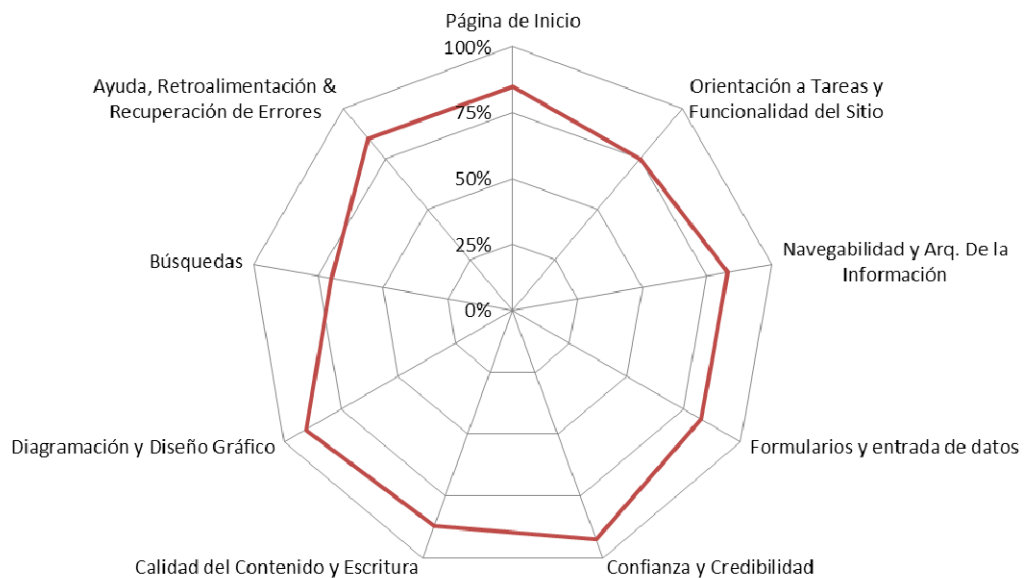 Página de Inicio
100%
Ayuda, Retroalimentación &
Recuperación de Errores
Orientación a Tareas y
Funcionalidad del Sitio
75%
50%
Búsquedas
Navegabilidad y Arq. De la
Información
25%
0%
Diagramación y Diseño Gráfico
Formularios y entrada de datos
Calidad del Contenido y Escritura
Confianza y Credibilidad